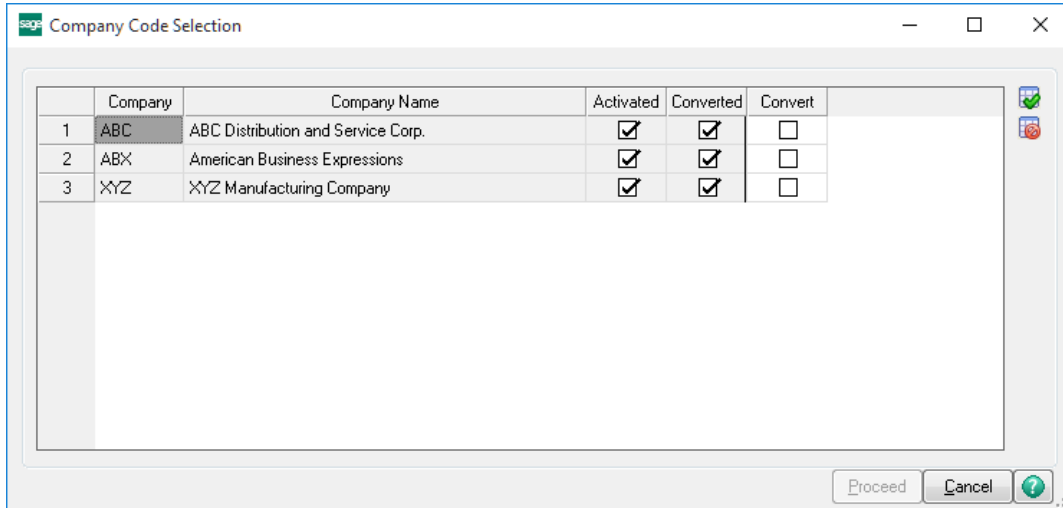 sage Company Code Selection
Company Company Name Activated Converted Convert
1 ABC ABC Distribution and Service Corp.
2 ABX American Business Expressions
3 XYZ XYZ Manufacturing Company
Proceed Cancel ?